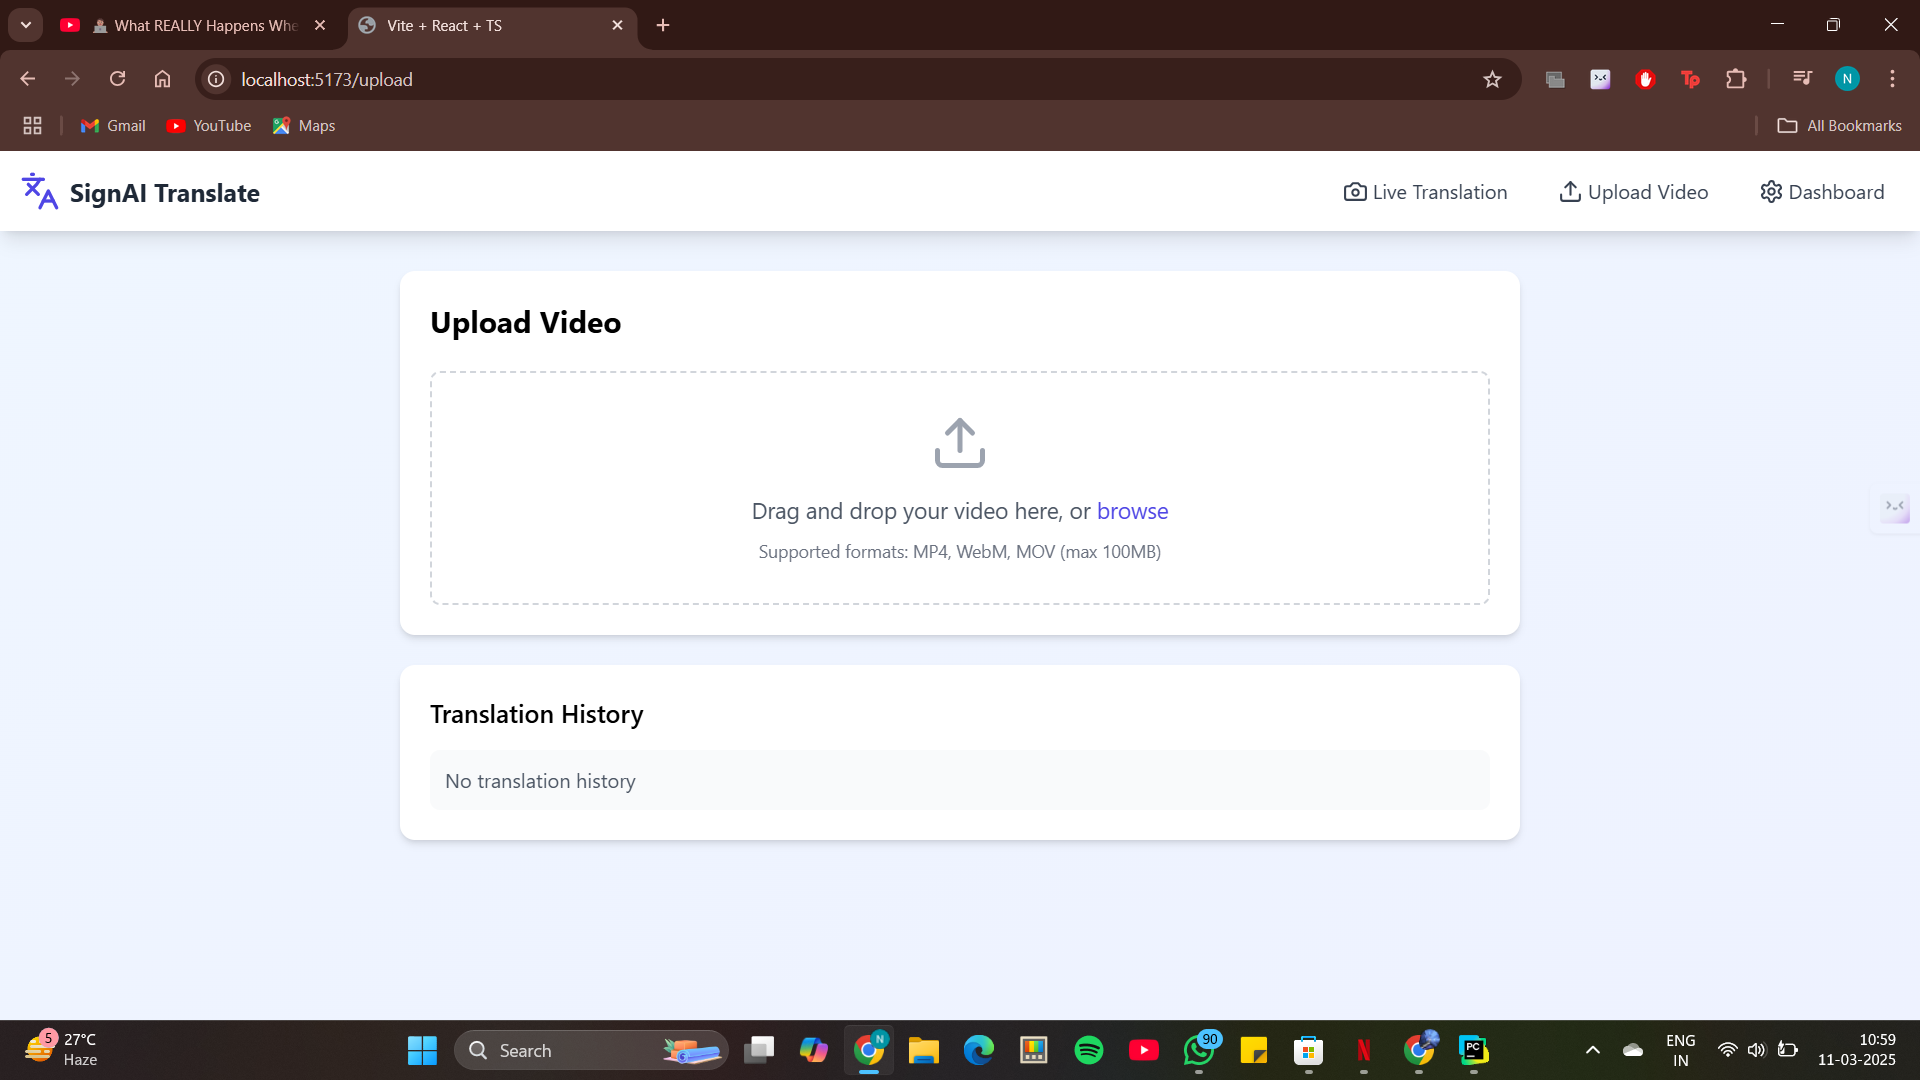 What REALLY Happens Whe
Vite + React + TS
localhost:5173/upload
Tp
N
Gmail
YouTube
Maps
All Bookmarks
SignAI Translate
Live Translation
Upload Video
Dashboard
Upload Video
Drag and drop your video here, or browse
Supported formats: MP4, WebM, MOV (max 100MB)
Translation History
No translation history
5
27°C
Haze
Search
N
90
N
PC
ENG
IN
10:59
11-03-2025